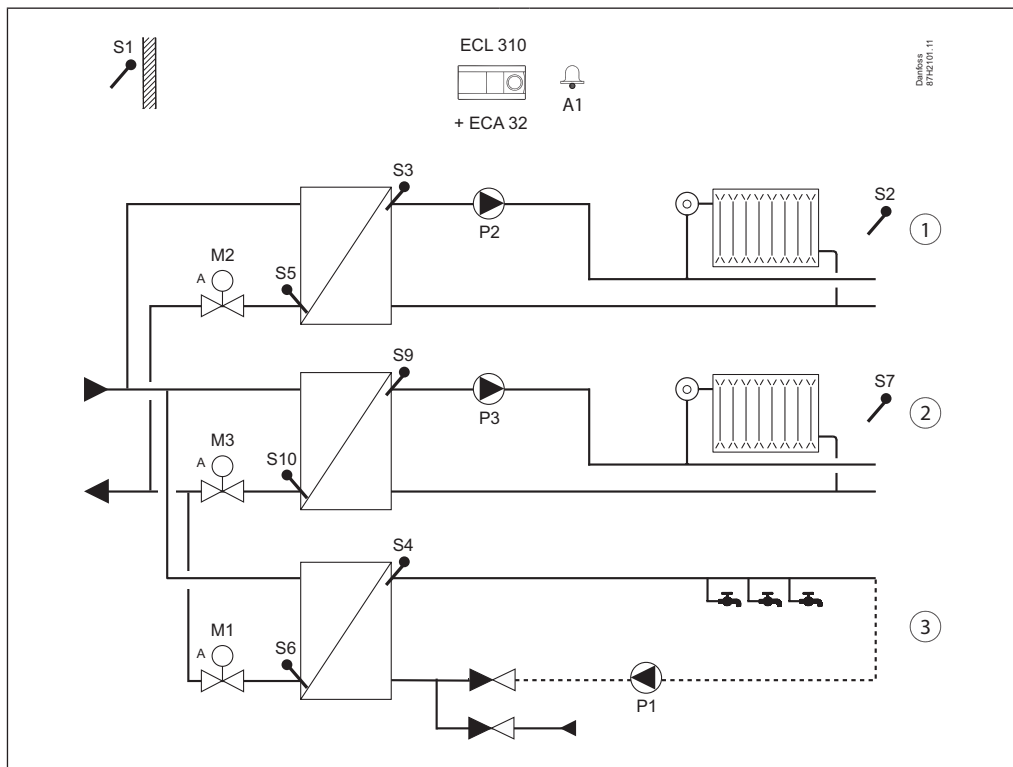 S1
ECL 310
A1
+ ECA 32
Danfoss
87H2101.11
S3
P2
S2
1
M2
A
S5
S9
P3
S7
2
M3
A
S10
S4
3
M1
A
S6
P1